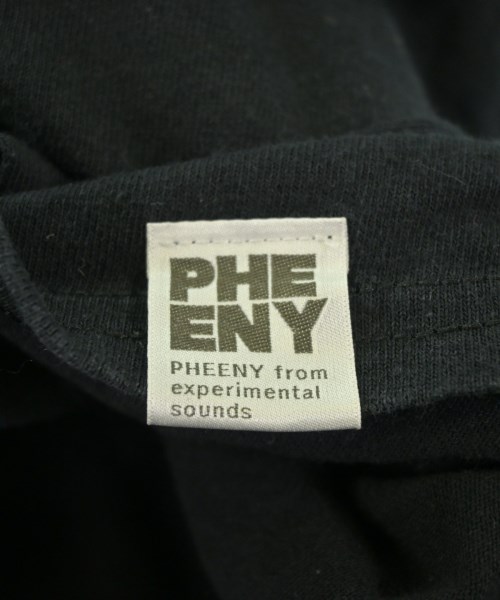 PHE
ENY
PHEENY from
experimental
sounds